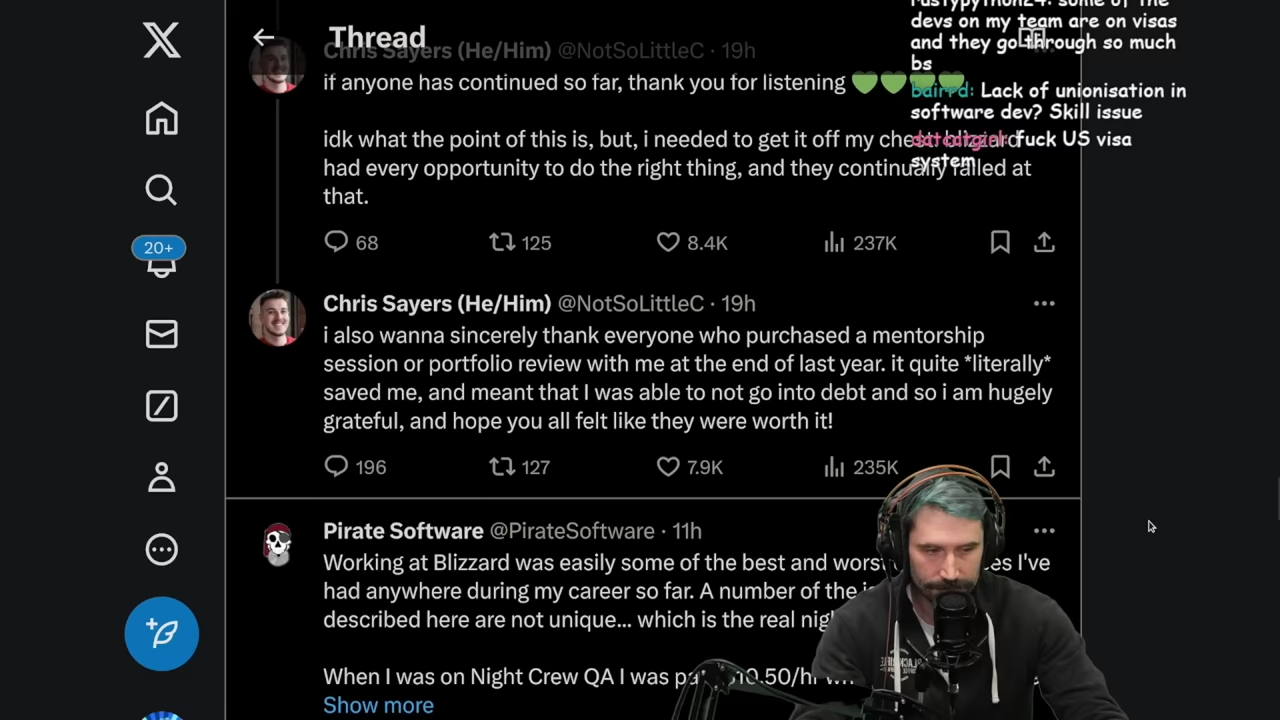 Thread
Chris Sayers (He/Him) @NotSoLittleC · 19h
if anyone has continued so far, thank you for listening 💚💚💚💚
idk what the point of this is, but, i needed to get it off my chest. blizzard
had every opportunity to do the right thing, and they continually failed at
that.
68 125 8.4K 237K
Chris Sayers (He/Him) @NotSoLittleC · 19h
i also wanna sincerely thank everyone who purchased a mentorship
session or portfolio review with me at the end of last year. it quite *literally*
saved me, and meant that I was able to not go into debt and so i am hugely
grateful, and hope you all felt like they were worth it!
196 127 7.9K 235K
Pirate Software @PirateSoftware · 11h
Working at Blizzard was easily some of the best and I've
had anywhere during my career so far. A number of the
described here are not unique... which is the real
When I was on Night Crew QA I was
Show more
20+
some of the
devs on my team are on visas
and they go through so much
bs
Lack of unionisation in
software dev? Skill issue
fuck US visa
system